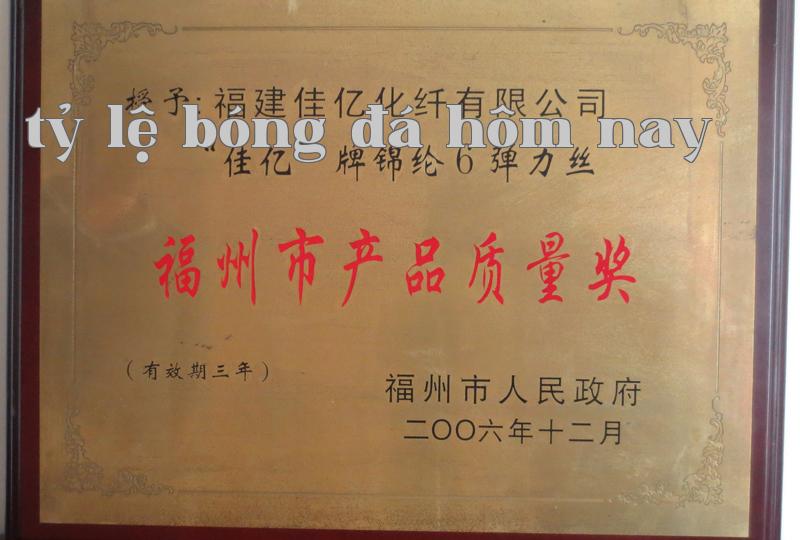 授予：福建佳亿化纤有限公司
tỷ lệ bóng đá hôm nay
“佳亿”牌锦纶6弹力丝
福州市产品质量奖
（有效期三年）
福州市人民政府
二〇〇六年十二月